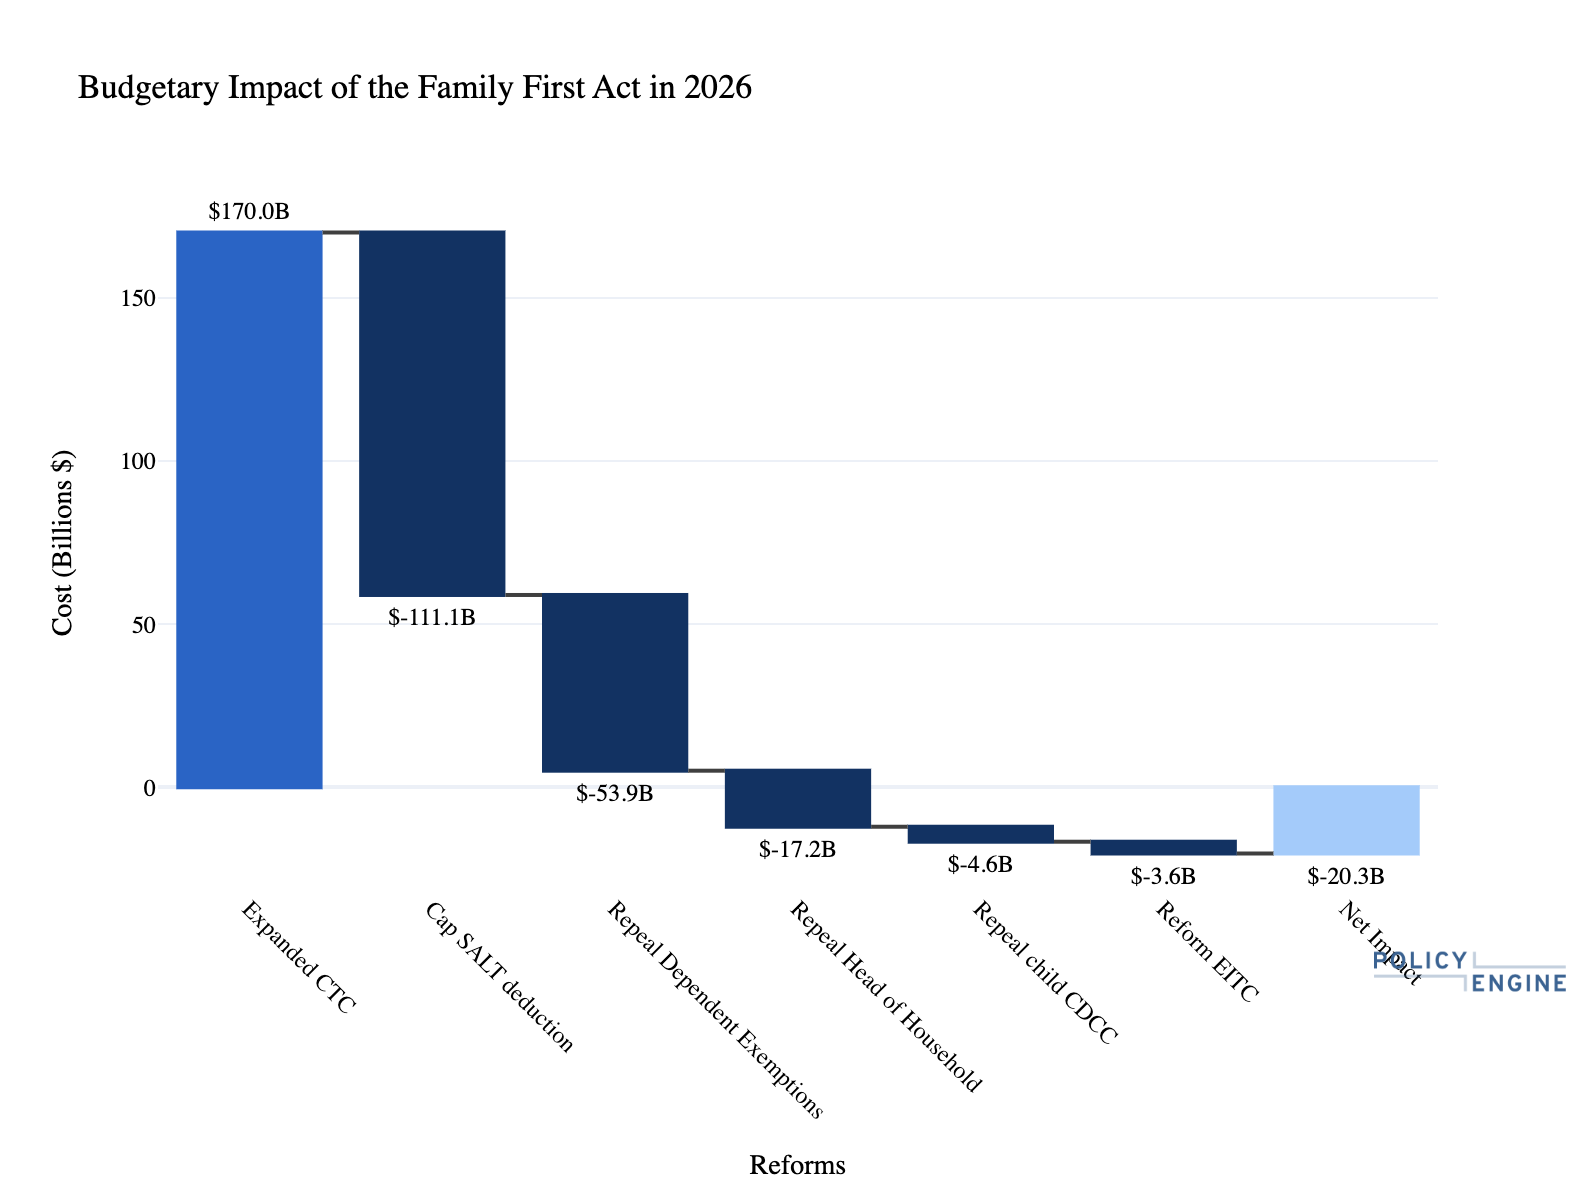 Budgetary Impact of the Family First Act in 2026
$170.0B
150
100
50
0
Cost (Billions $)
$-111.1B
$-53.9B
$-17.2B
$-4.6B
$-3.6B
$-20.3B
Expanded CTC
Cap SALT deduction
Repeal Dependent Exemptions
Repeal Head of Household
Repeal child CDCC
Reform EITC
Net Impact
POLICY
ENGINE
Reforms